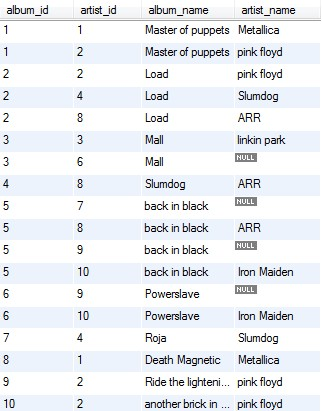 album_id artist_id album_name artist_name
1 1 Master of puppets Metallica
1 2 Master of puppets pink floyd
2 2 Load pink floyd
2 4 Load Slumdog
2 8 Load ARR
3 3 Mall linkin park
3 6 Mall NULL
4 8 Slumdog ARR
5 7 back in black NULL
5 8 back in black ARR
5 9 back in black NULL
5 10 back in black Iron Maiden
6 9 Powerslave NULL
6 10 Powerslave Iron Maiden
7 4 Roja Slumdog
8 1 Death Magnetic Metallica
9 2 Ride the lighteni... pink floyd
10 2 another brick in ... pink floyd